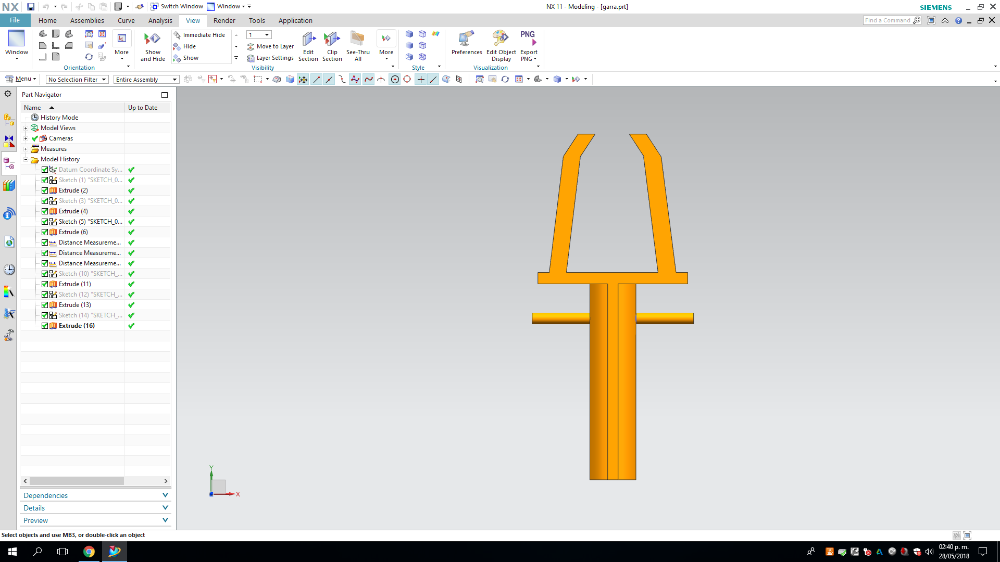 NX
Switch Window
Window
NX 11 - Modeling - [garra.prt]
SIEMENS
File
Home
Assemblies
Curve
Analysis
View
Render
Tools
Application
Find a Command
Window
More
Orientation
Show and Hide
Immediate Hide
Hide
Show
1
Move to Layer
Layer Settings
Edit Section
Clip Section
See-Thru All
More
Visibility
Style
Preferences
Edit Object Display
PNG
Export PNG
Visualization
Menu
No Selection Filter
Entire Assembly
Part Navigator
Name
Up to Date
History Mode
Model Views
Cameras
Measures
Model History
Datum Coordinate Sy...
Sketch (1) "SKETCH_0...
Extrude (2)
Sketch (3) "SKETCH_0...
Extrude (4)
Sketch (5) "SKETCH_0...
Extrude (6)
Distance Measureme...
Distance Measureme...
Distance Measureme...
Sketch (10) "SKETCH_...
Extrude (11)
Sketch (12) "SKETCH_...
Extrude (13)
Sketch (14) "SKETCH_...
Extrude (16)
Dependencies
Details
Preview
Y
X
Select objects and use MB3, or double-click an object
02:40 p. m.
28/05/2018